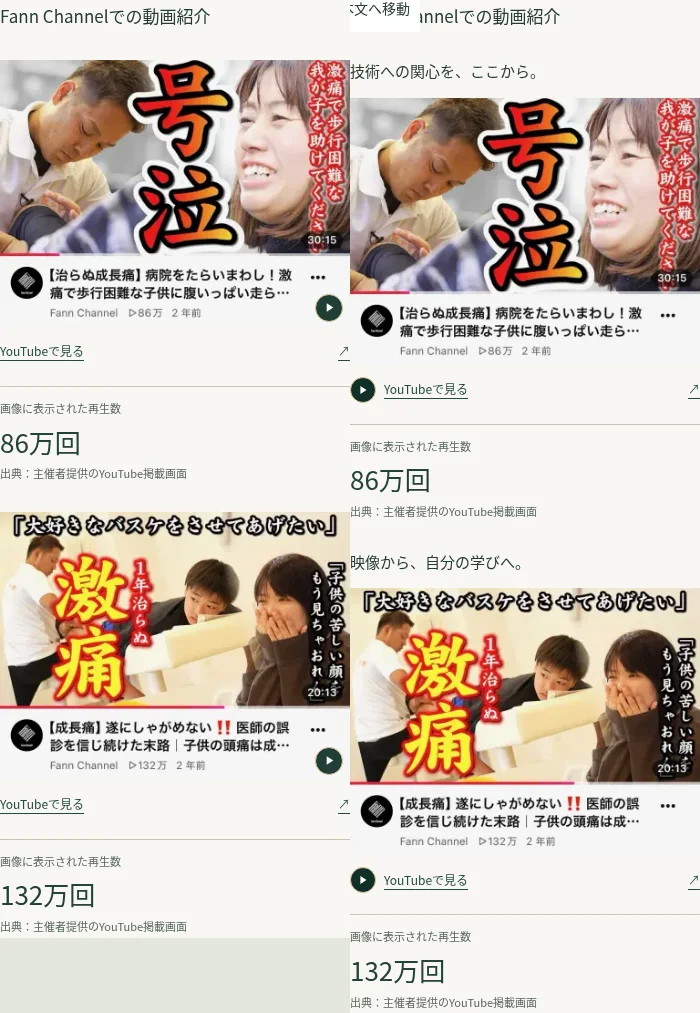 Fann Channelでの動画紹介
号泣
激痛で歩行困難な
我が子を助けてくださ
30:15
【治らぬ成長痛】病院をたらいまわし!激
痛で歩行困難な子供に腹いっぱい走ら…
Fann Channel ▷86万 2 年前
YouTubeで見る ↗
画像に表示された再生数
86万回
出典:主催者提供のYouTube掲載画面
『大好きなバスケをさせてあげたい』
激痛
1年治らぬ
『子供の苦しい顔
もう見ちゃおれ
20:13
【成長痛】遂にしゃがめない‼️医師の誤
診を信じ続けた末路|子供の頭痛は成…
Fann Channel ▷132万 2 年前
YouTubeで見る ↗
画像に表示された再生数
132万回
出典:主催者提供のYouTube掲載画面
文へ移動
annelでの動画紹介
技術への関心を、ここから。
号泣
激痛で歩行困難な
我が子を助けてくださ
30:15
【治らぬ成長痛】病院をたらいまわし!激
痛で歩行困難な子供に腹いっぱい走ら…
Fann Channel ▷86万 2 年前
YouTubeで見る ↗
画像に表示された再生数
86万回
出典:主催者提供のYouTube掲載画面
映像から、自分の学びへ。
『大好きなバスケをさせてあげたい』
激痛
1年治らぬ
『子供の苦しい顔
もう見ちゃおれ
20:13
【成長痛】遂にしゃがめない‼️医師の誤
診を信じ続けた末路|子供の頭痛は成…
Fann Channel ▷132万 2 年前
YouTubeで見る ↗
画像に表示された再生数
132万回
出典:主催者提供のYouTube掲載画面